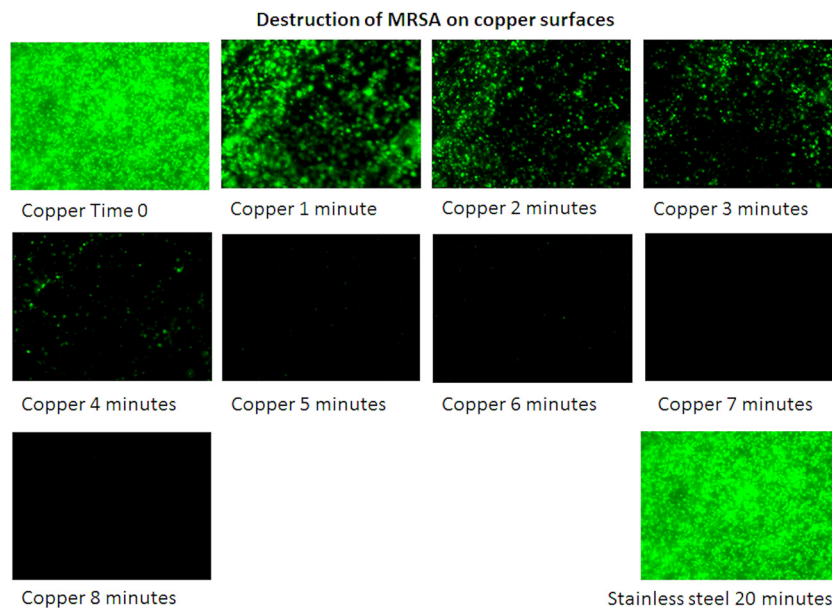 Destruction of MRSA on copper surfaces
Copper Time 0
Copper 1 minute
Copper 2 minutes
Copper 3 minutes
Copper 4 minutes
Copper 5 minutes
Copper 6 minutes
Copper 7 minutes
Copper 8 minutes
Stainless steel 20 minutes